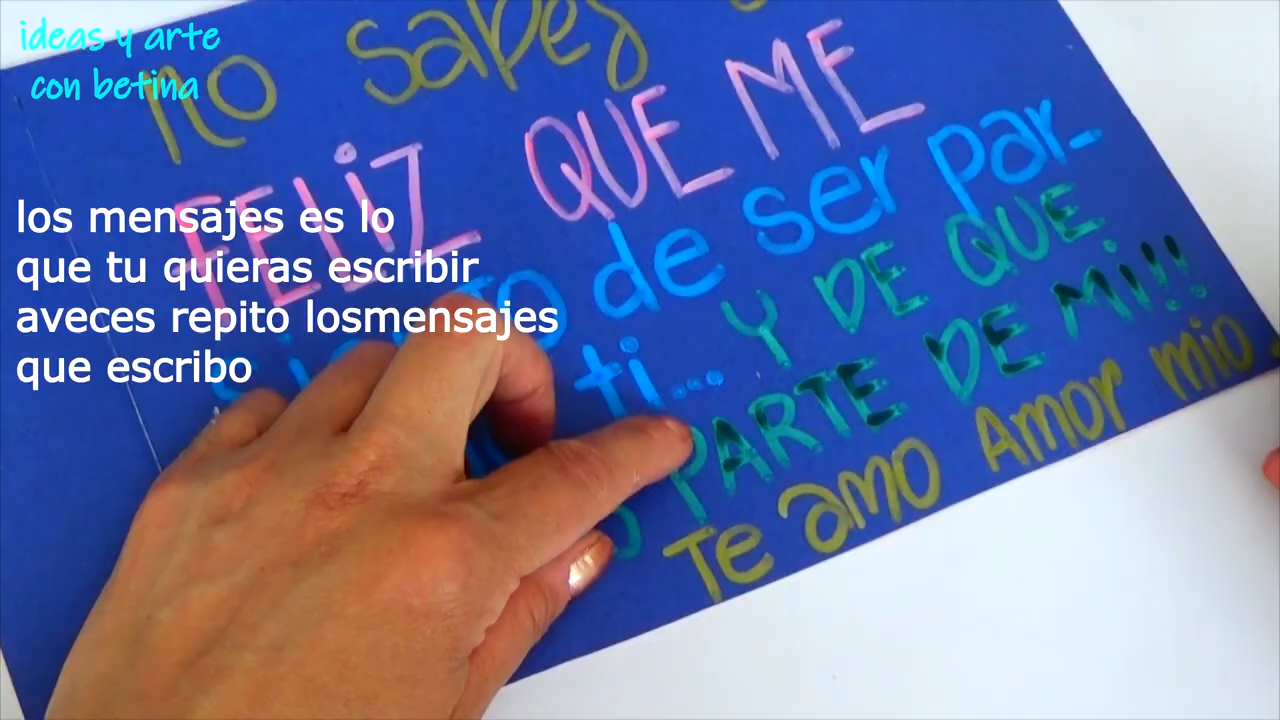 ideas y arte
con betina
no sabes
FELiZ QUE ME
de ser par-
ti... Y DE QUE
PARTE DE Mi!!
Te amo Amor mio
los mensajes es lo
que tu quieras escribir
aveces repito losmensajes
que escribo